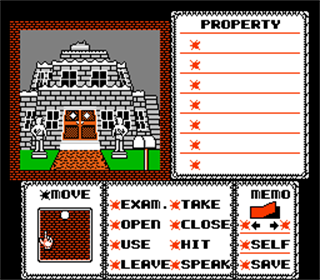 PROPERTY
MOVE
EXAM. TAKE
OPEN CLOSE
USE HIT
LEAVE SPEAK
MEMO
SELF
SAVE